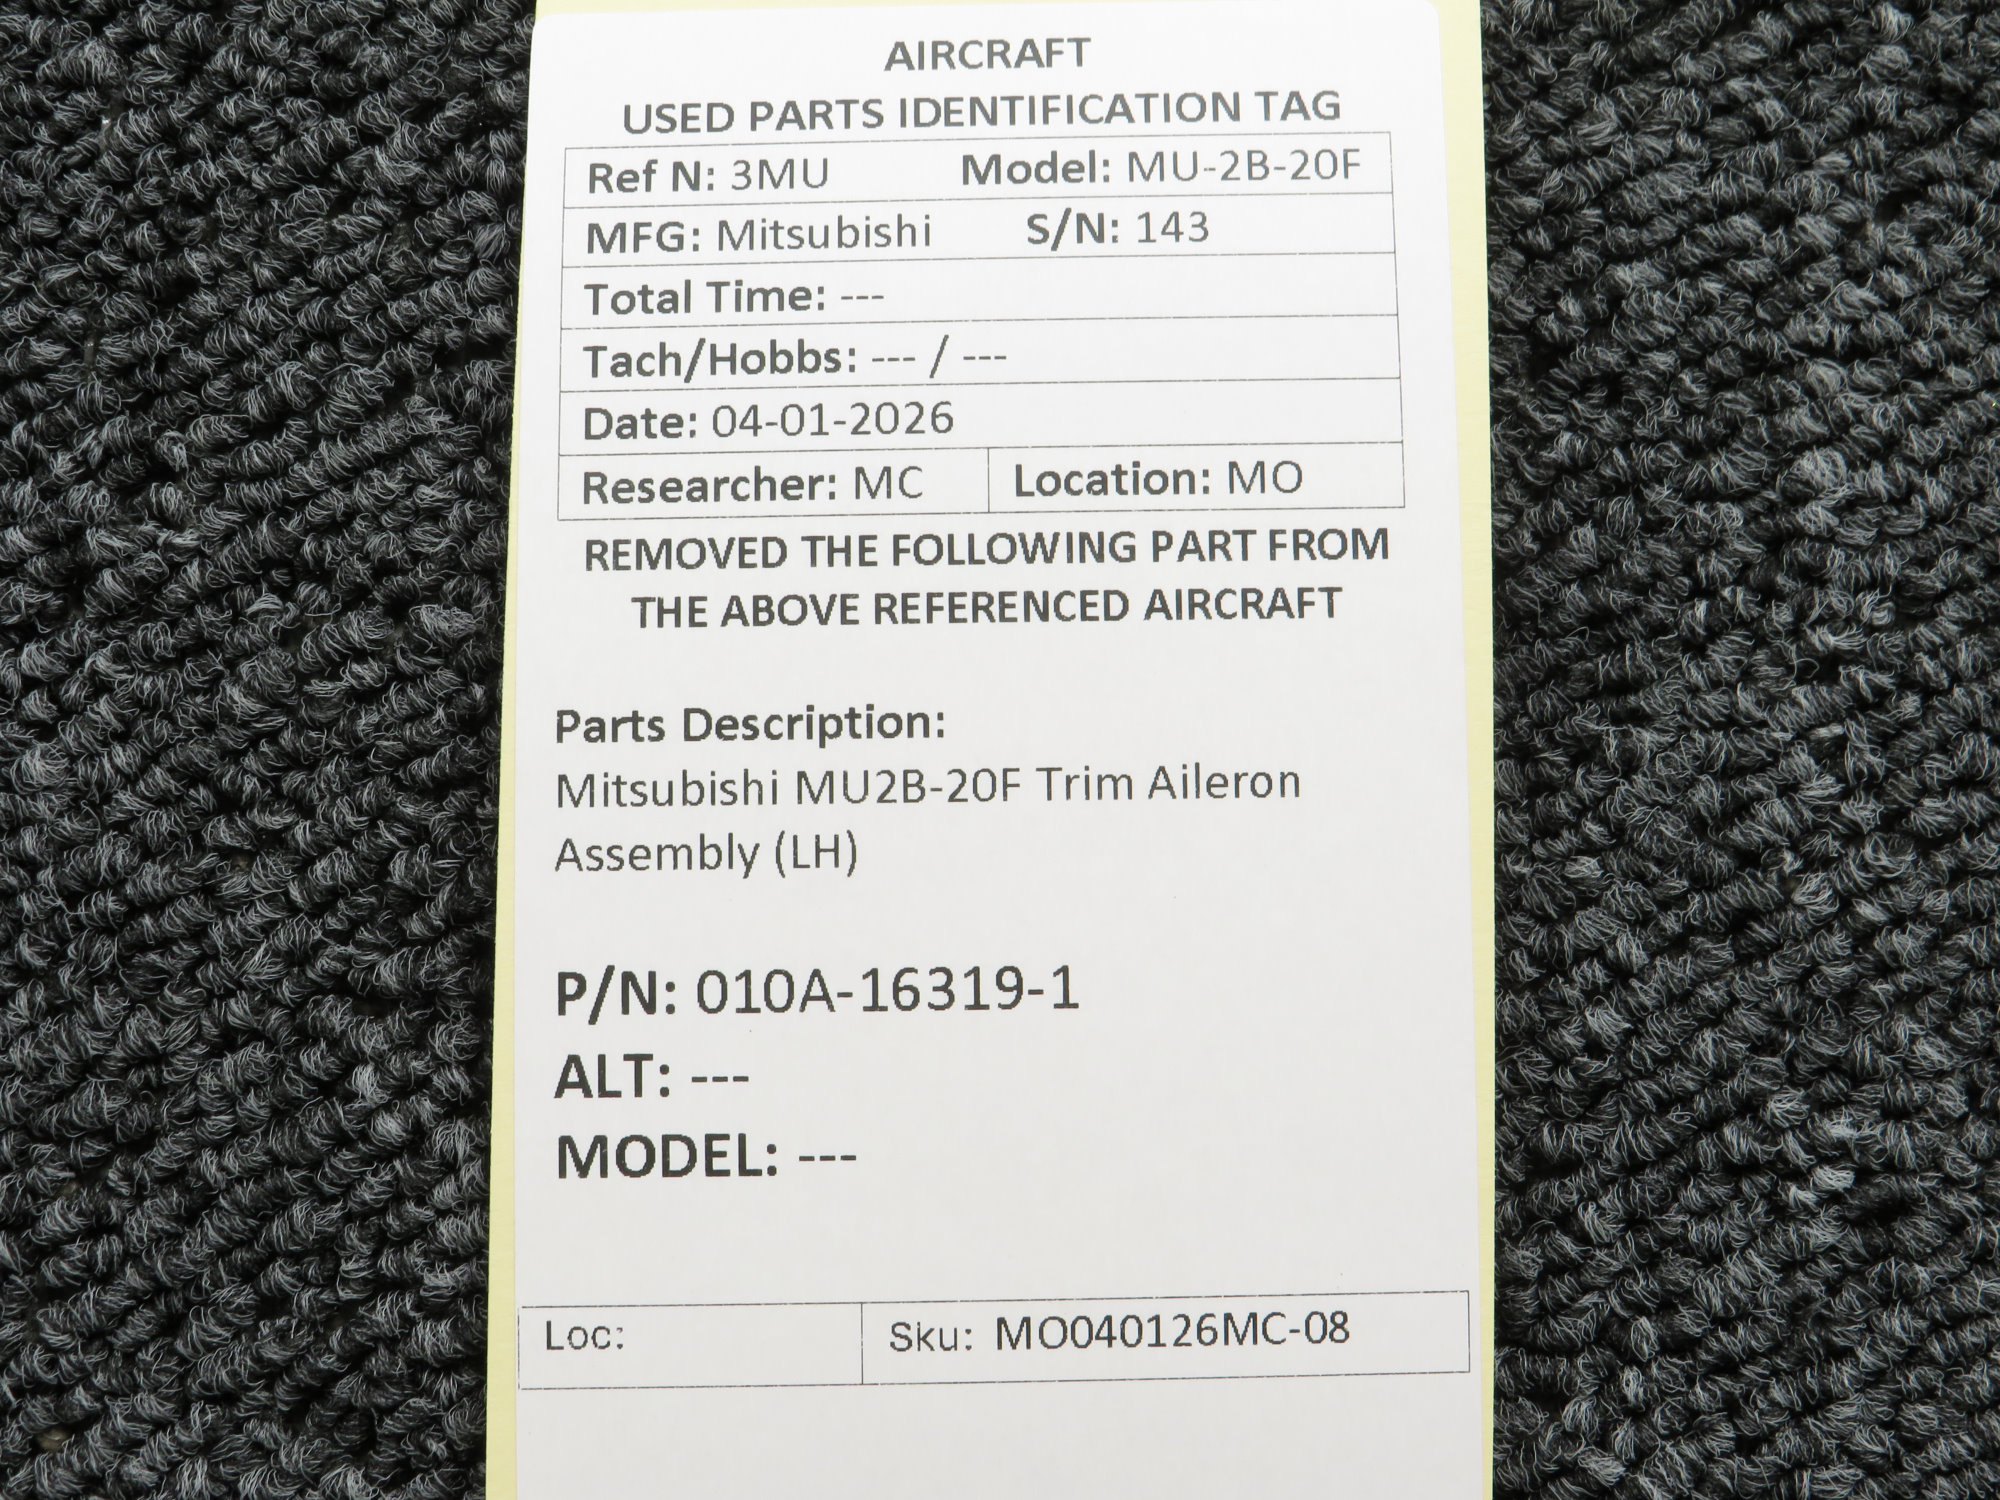 AIRCRAFT
USED PARTS IDENTIFICATION TAG
Ref N: 3MU Model: MU-2B-20F
MFG: Mitsubishi S/N: 143
Total Time: ---
Tach/Hobbs: --- / ---
Date: 04-01-2026
Researcher: MC Location: MO
REMOVED THE FOLLOWING PART FROM
THE ABOVE REFERENCED AIRCRAFT
Parts Description:
Mitsubishi MU2B-20F Trim Aileron
Assembly (LH)
P/N: 010A-16319-1
ALT: ---
MODEL: ---
Loc: Sku: MO040126MC-08